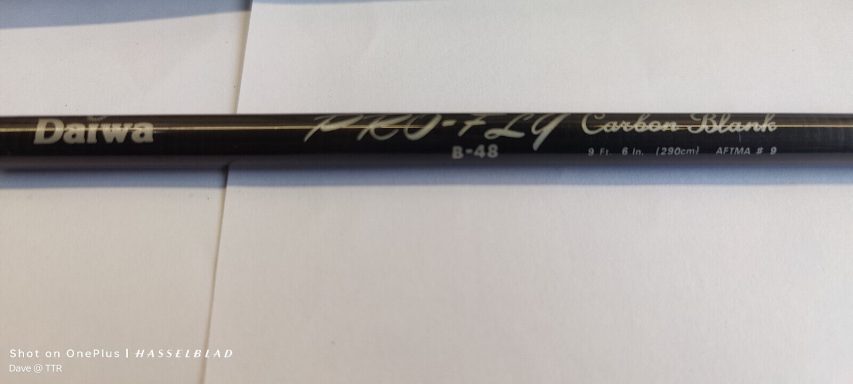 Daiwa PRO-FLY Carbon Blank
B-48 9 Ft. 6 In. (290cm) AFTMA # 9
Shot on OnePlus | HASSELBLAD
Dave @ TTR